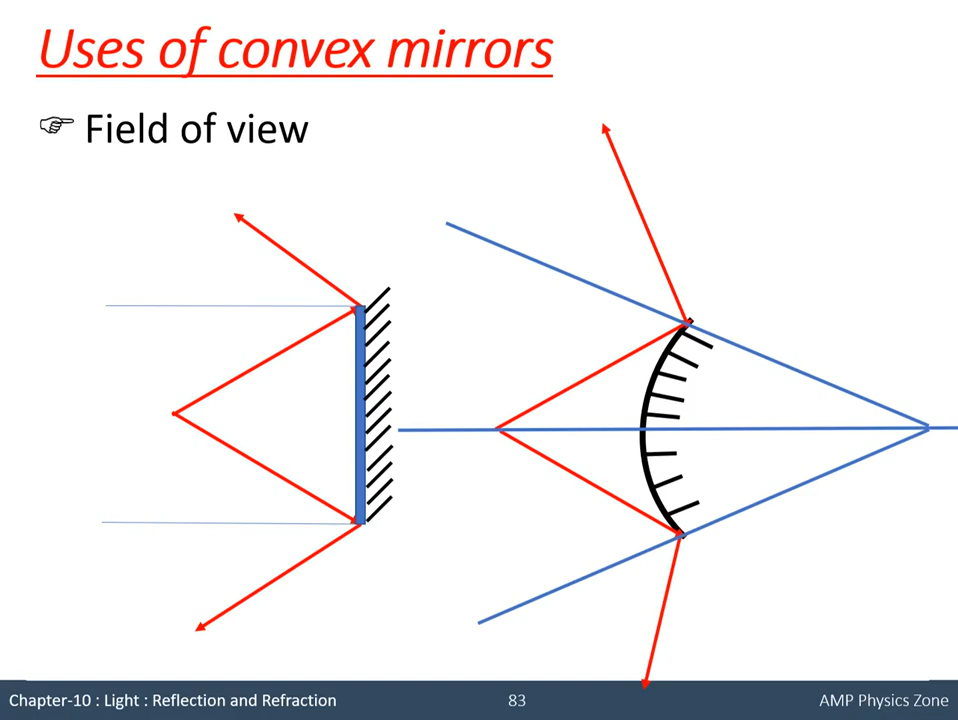 Uses of convex mirrors
☞ Field of view
Chapter-10 : Light : Reflection and Refraction
83
AMP Physics Zone